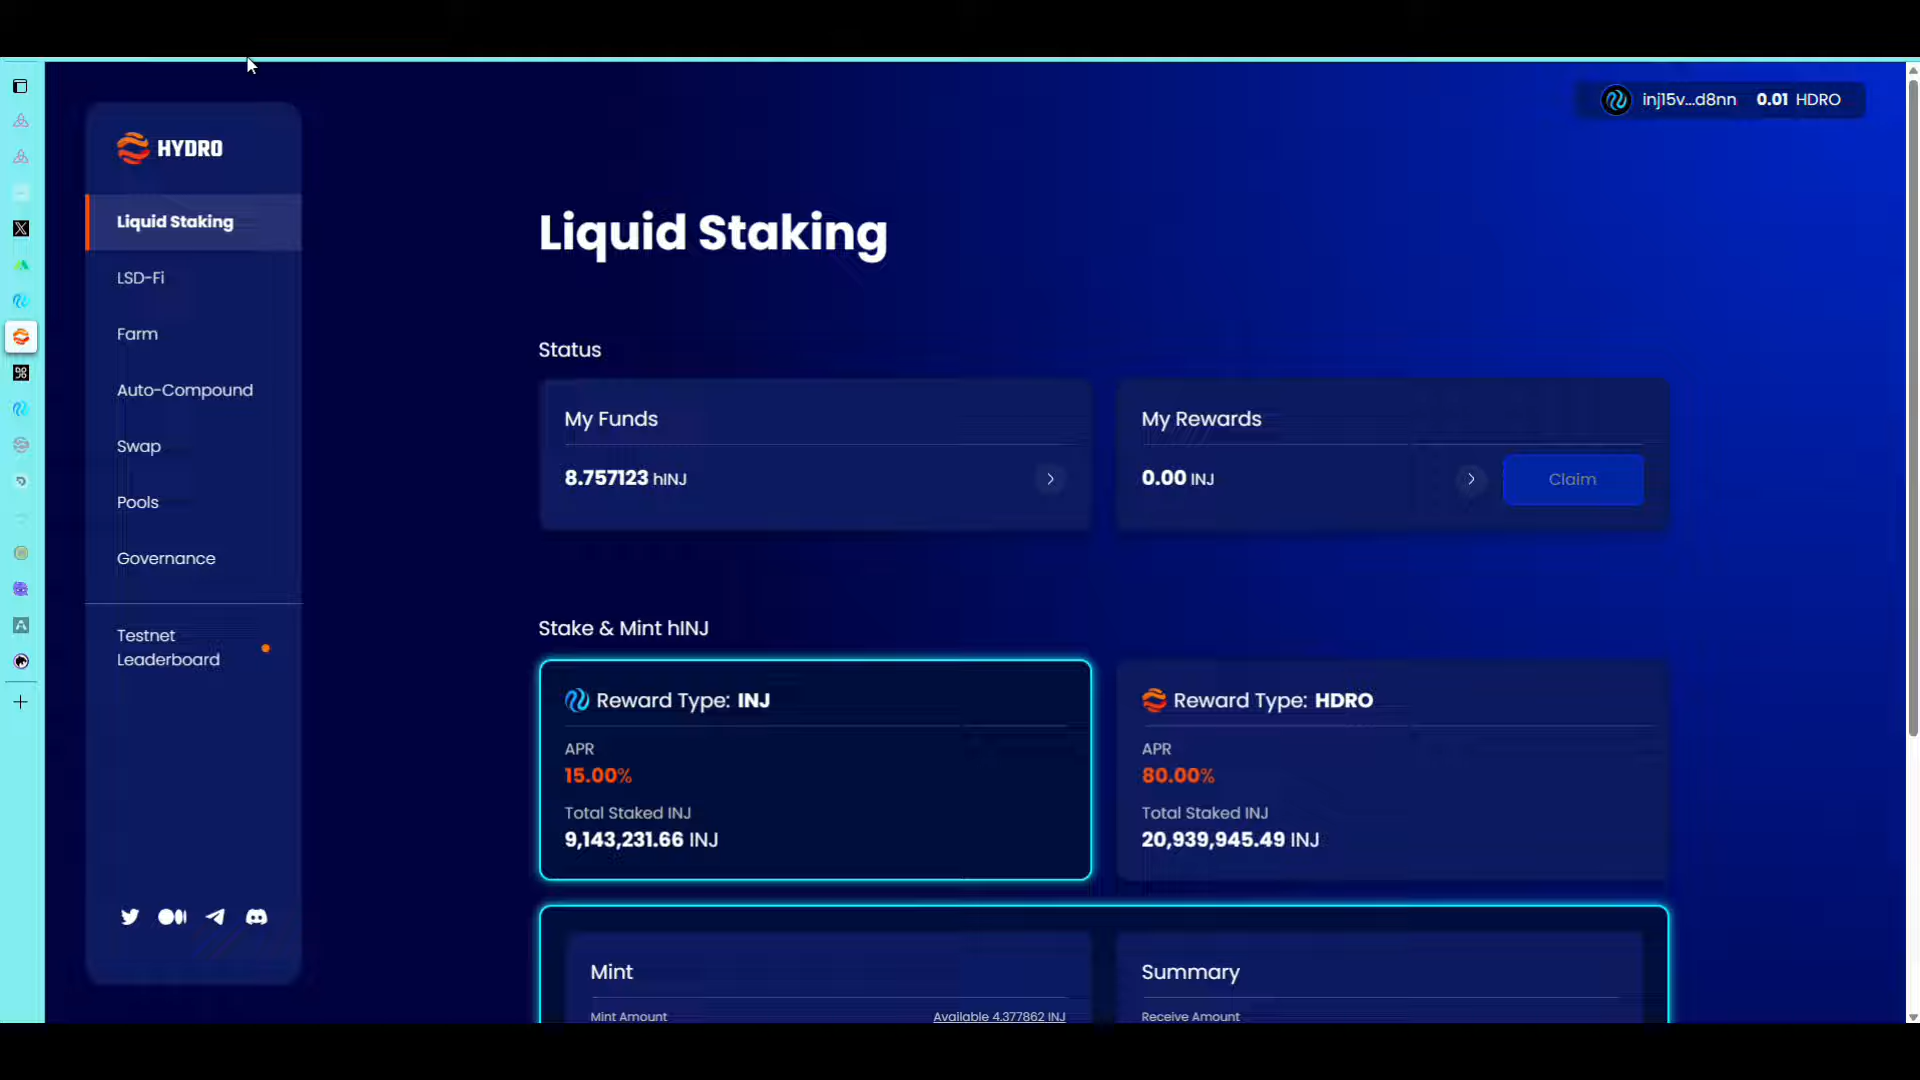 inj15v...d8nn 0.01 HDRO
HYDRO
Liquid Staking
LSD-Fi
Farm
Auto-Compound
Swap
Pools
Governance
Testnet
Leaderboard
Liquid Staking
Status
My Funds
8.757123 hINJ
My Rewards
0.00 INJ
Claim
Stake & Mint hINJ
Reward Type: INJ
APR
15.00%
Total Staked INJ
9,143,231.66 INJ
Reward Type: HDRO
APR
80.00%
Total Staked INJ
20,939,945.49 INJ
Mint
Mint Amount
Available 4.377862 INJ
Summary
Receive Amount